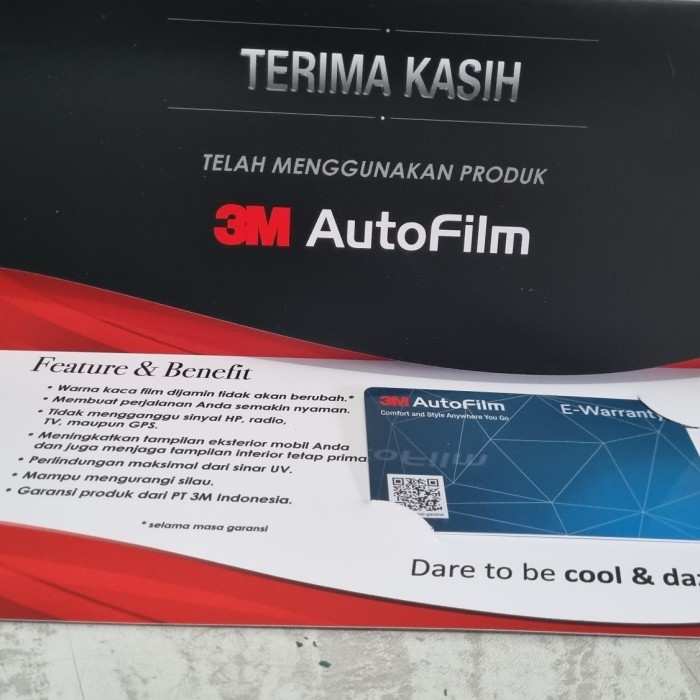 TERIMA KASIH
TELAH MENGGUNAKAN PRODUK
3M AutoFilm
Feature & Benefit
• Warna kaca film dijamin tidak akan berubah.*
• Membuat perjalanan Anda semakin nyaman.
• Tidak mengganggu sinyal HP, radio,
TV, maupun GPS.
• Meningkatkan tampilan eksterior mobil Anda
dan juga menjaga tampilan interior tetap prima
• Perlindungan maksimal dari sinar UV.
• Mampu mengurangi silau.
• Garansi produk dari PT 3M Indonesia.
* selama masa garansi
3M AutoFilm
Comfort and Style Anywhere You Go
E-Warranty
Dare to be cool & daz